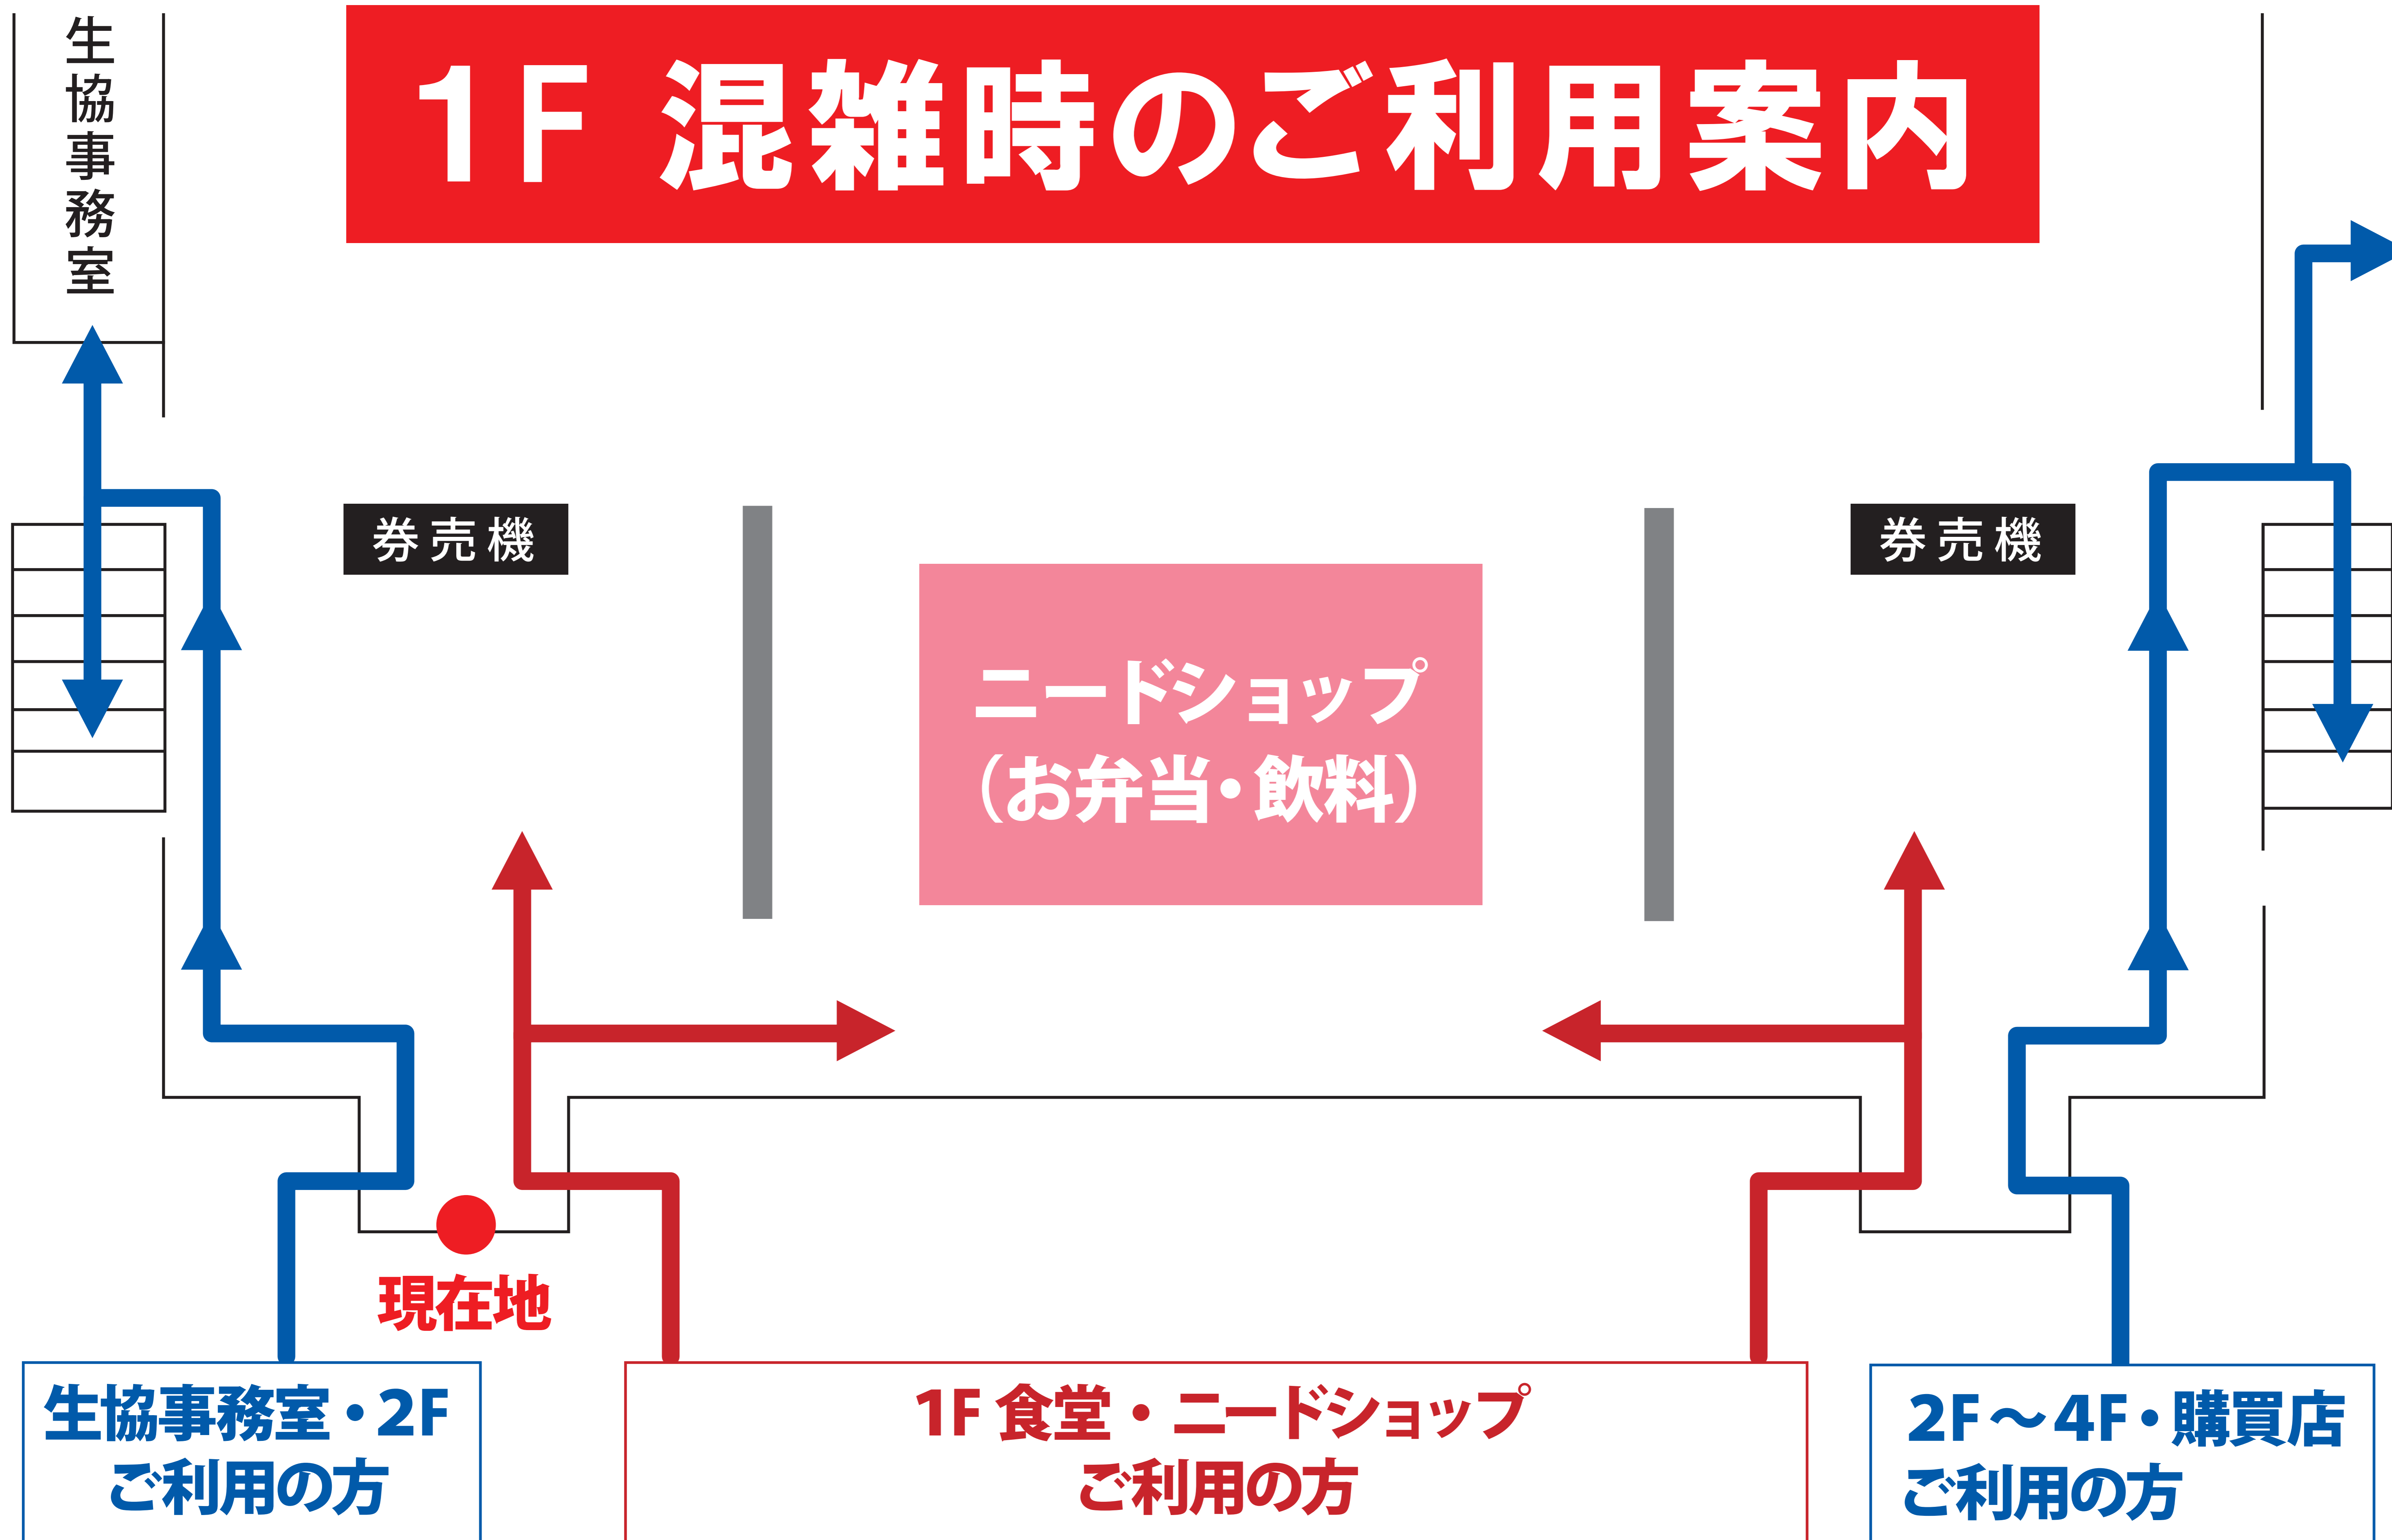 1F 混雑時のご利用案内
生協事務室
券売機
券売機
ニードショップ
（お弁当・飲料）
現在地
生協事務室・2F
ご利用の方
1F 食堂・ニードショップ
ご利用の方
2F～4F・購買店
ご利用の方